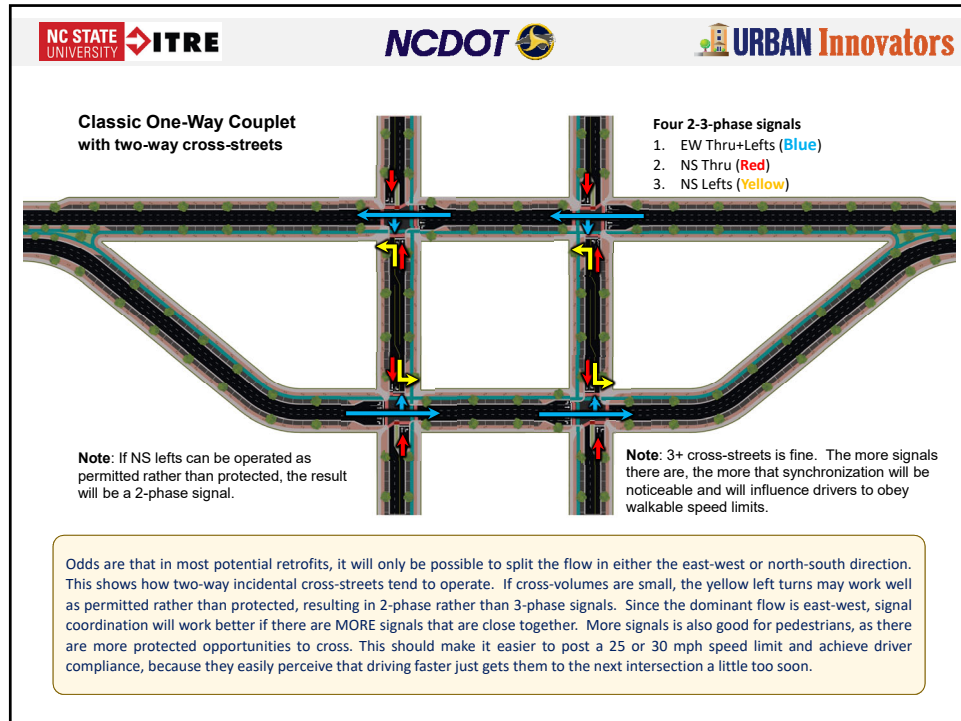 NC STATE
UNIVERSITY
ITRE
NCDOT
URBAN Innovators
Classic One-Way Couplet
with two-way cross-streets
Four 2-3-phase signals
1. EW Thru+Lefts (Blue)
2. NS Thru (Red)
3. NS Lefts (Yellow)
Note: If NS lefts can be operated as
permitted rather than protected, the result
will be a 2-phase signal.
Note: 3+ cross-streets is fine. The more signals
there are, the more that synchronization will be
noticeable and will influence drivers to obey
walkable speed limits.
Odds are that in most potential retrofits, it will only be possible to split the flow in either the east-west or north-south direction.
This shows how two-way incidental cross-streets tend to operate. If cross-volumes are small, the yellow left turns may work well
as permitted rather than protected, resulting in 2-phase rather than 3-phase signals. Since the dominant flow is east-west, signal
coordination will work better if there are MORE signals that are close together. More signals is also good for pedestrians, as there
are more protected opportunities to cross. This should make it easier to post a 25 or 30 mph speed limit and achieve driver
compliance, because they easily perceive that driving faster just gets them to the next intersection a little too soon.